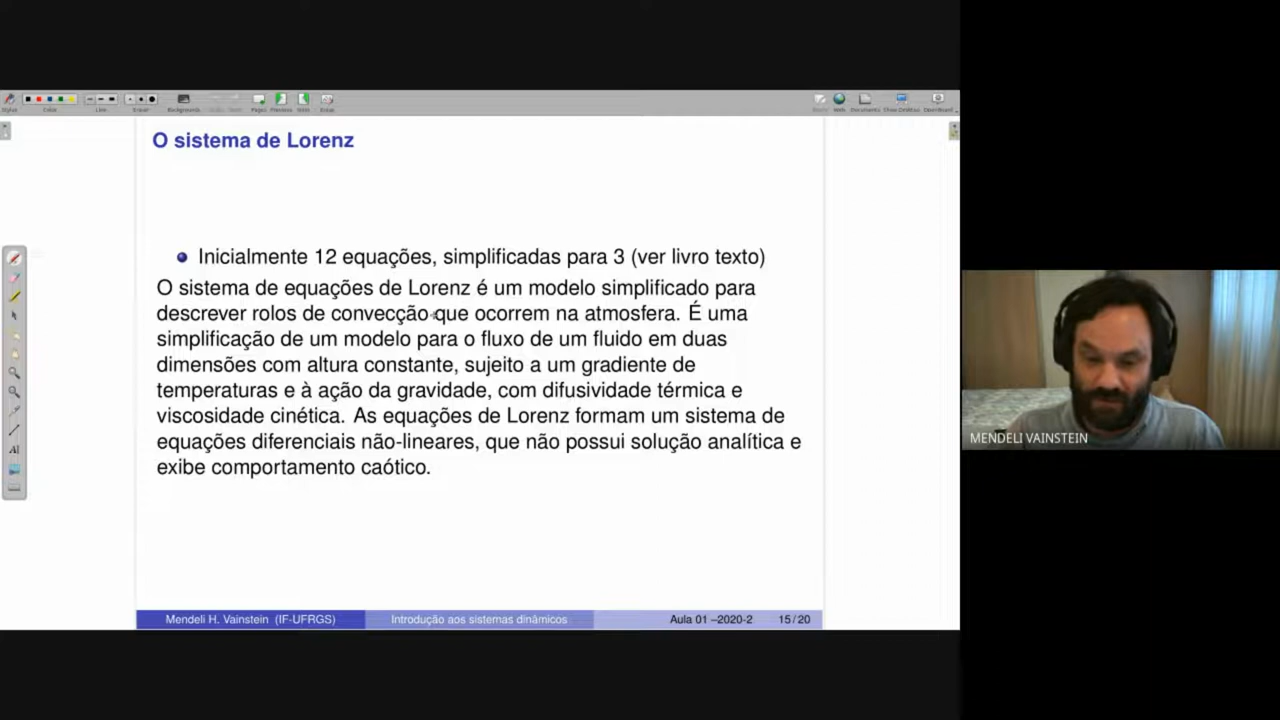 O sistema de Lorenz
Inicialmente 12 equações, simplificadas para 3 (ver livro texto)
O sistema de equações de Lorenz é um modelo simplificado para
descrever rolos de convecção que ocorrem na atmosfera. É uma
simplificação de um modelo para o fluxo de um fluido em duas
dimensões com altura constante, sujeito a um gradiente de
temperaturas e à ação da gravidade, com difusividade térmica e
viscosidade cinética. As equações de Lorenz formam um sistema de
equações diferenciais não-lineares, que não possui solução analítica e
exibe comportamento caótico.
MENDELI VAINSTEIN
Mendeli H. Vainstein (IF-UFRGS) Introdução aos sistemas dinâmicos Aula 01 –2020-2 15/20